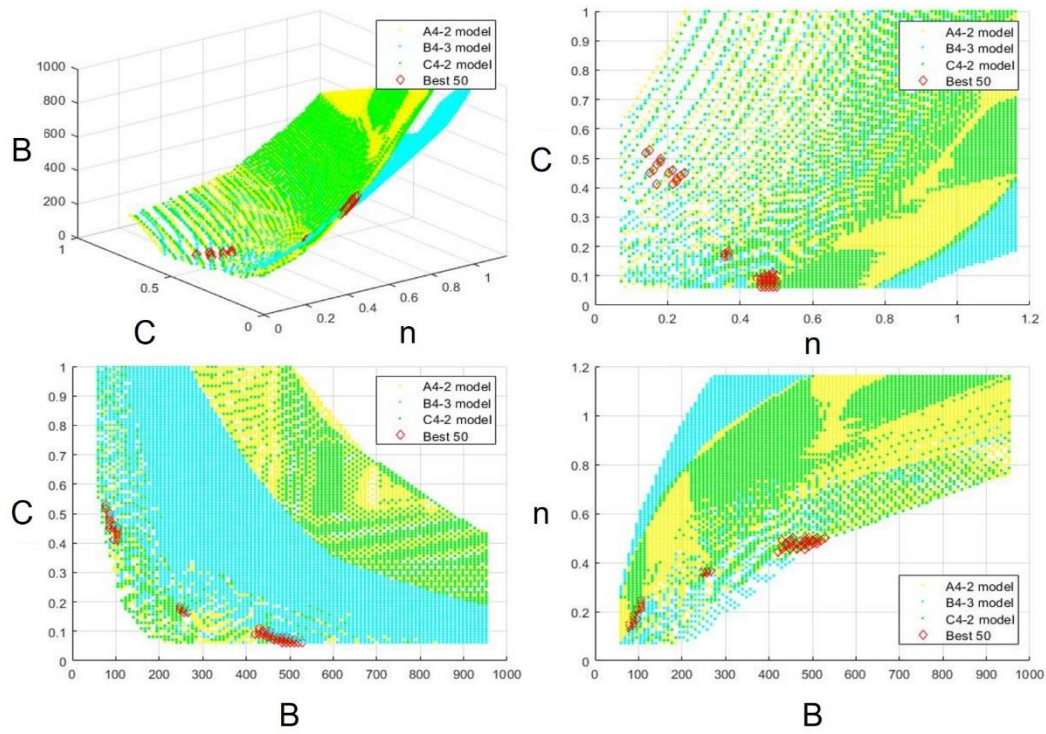 A4-2 model
B4-3 model
C4-2 model
Best 50
1000
800
600
400
200
0
B
1
0.5
0
C
0
0.2
0.4
0.6
0.8
1
n
A4-2 model
B4-3 model
C4-2 model
Best 50
1
0.9
0.8
0.7
0.6
0.5
0.4
0.3
0.2
0.1
0
C
0 0.2 0.4 0.6 0.8 1 1.2
n
A4-2 model
B4-3 model
C4-2 model
Best 50
1
0.9
0.8
0.7
0.6
0.5
0.4
0.3
0.2
0.1
0
C
0 100 200 300 400 500 600 700 800 900 1000
B
1.2
1
0.8
0.6
0.4
0.2
0
n
A4-2 model
B4-3 model
C4-2 model
Best 50
0 100 200 300 400 500 600 700 800 900 1000
B